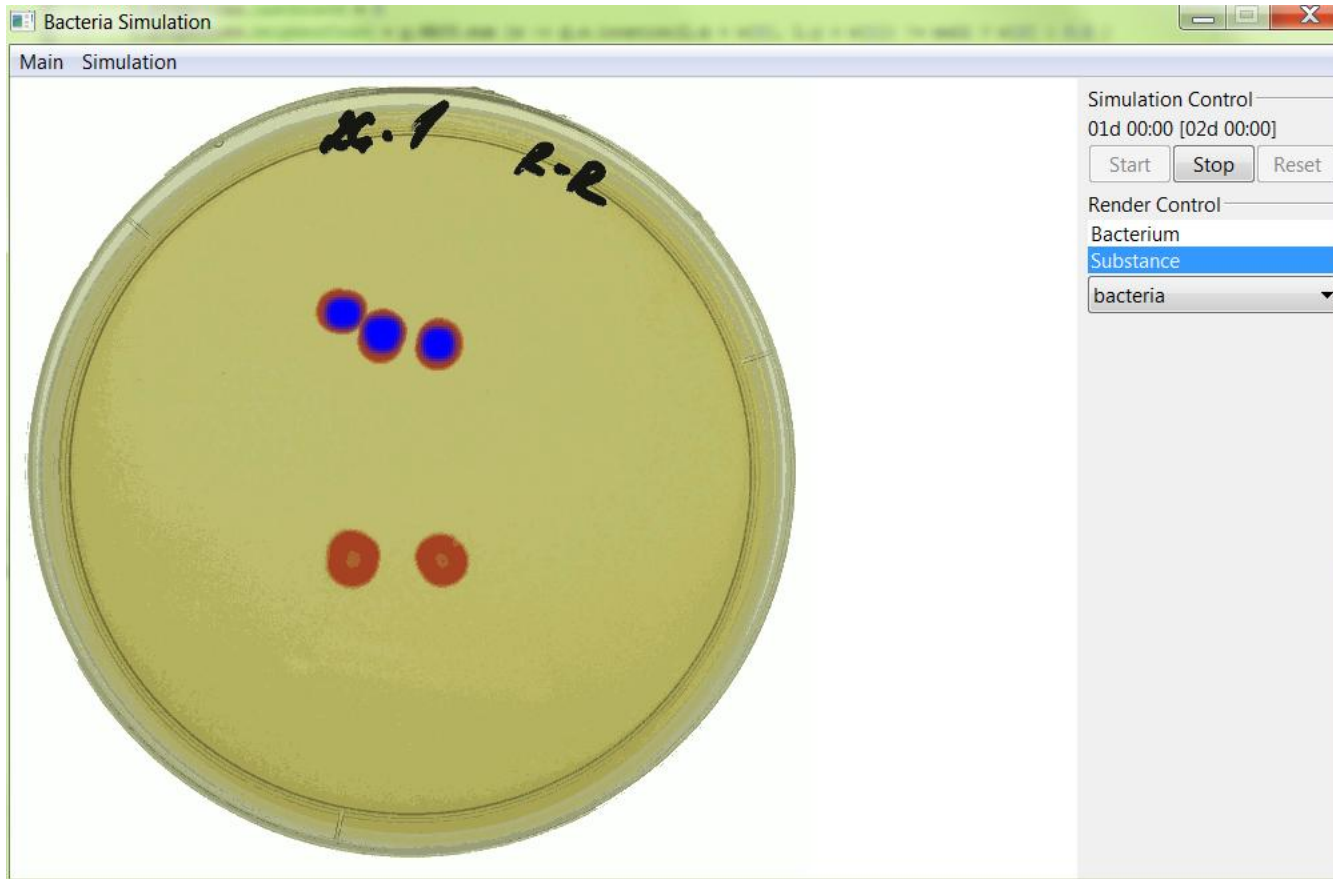 Bacteria Simulation
Main Simulation
Simulation Control
01d 00:00 [02d 00:00]
Start Stop Reset
Render Control
Bacterium
Substance
bacteria
R-R